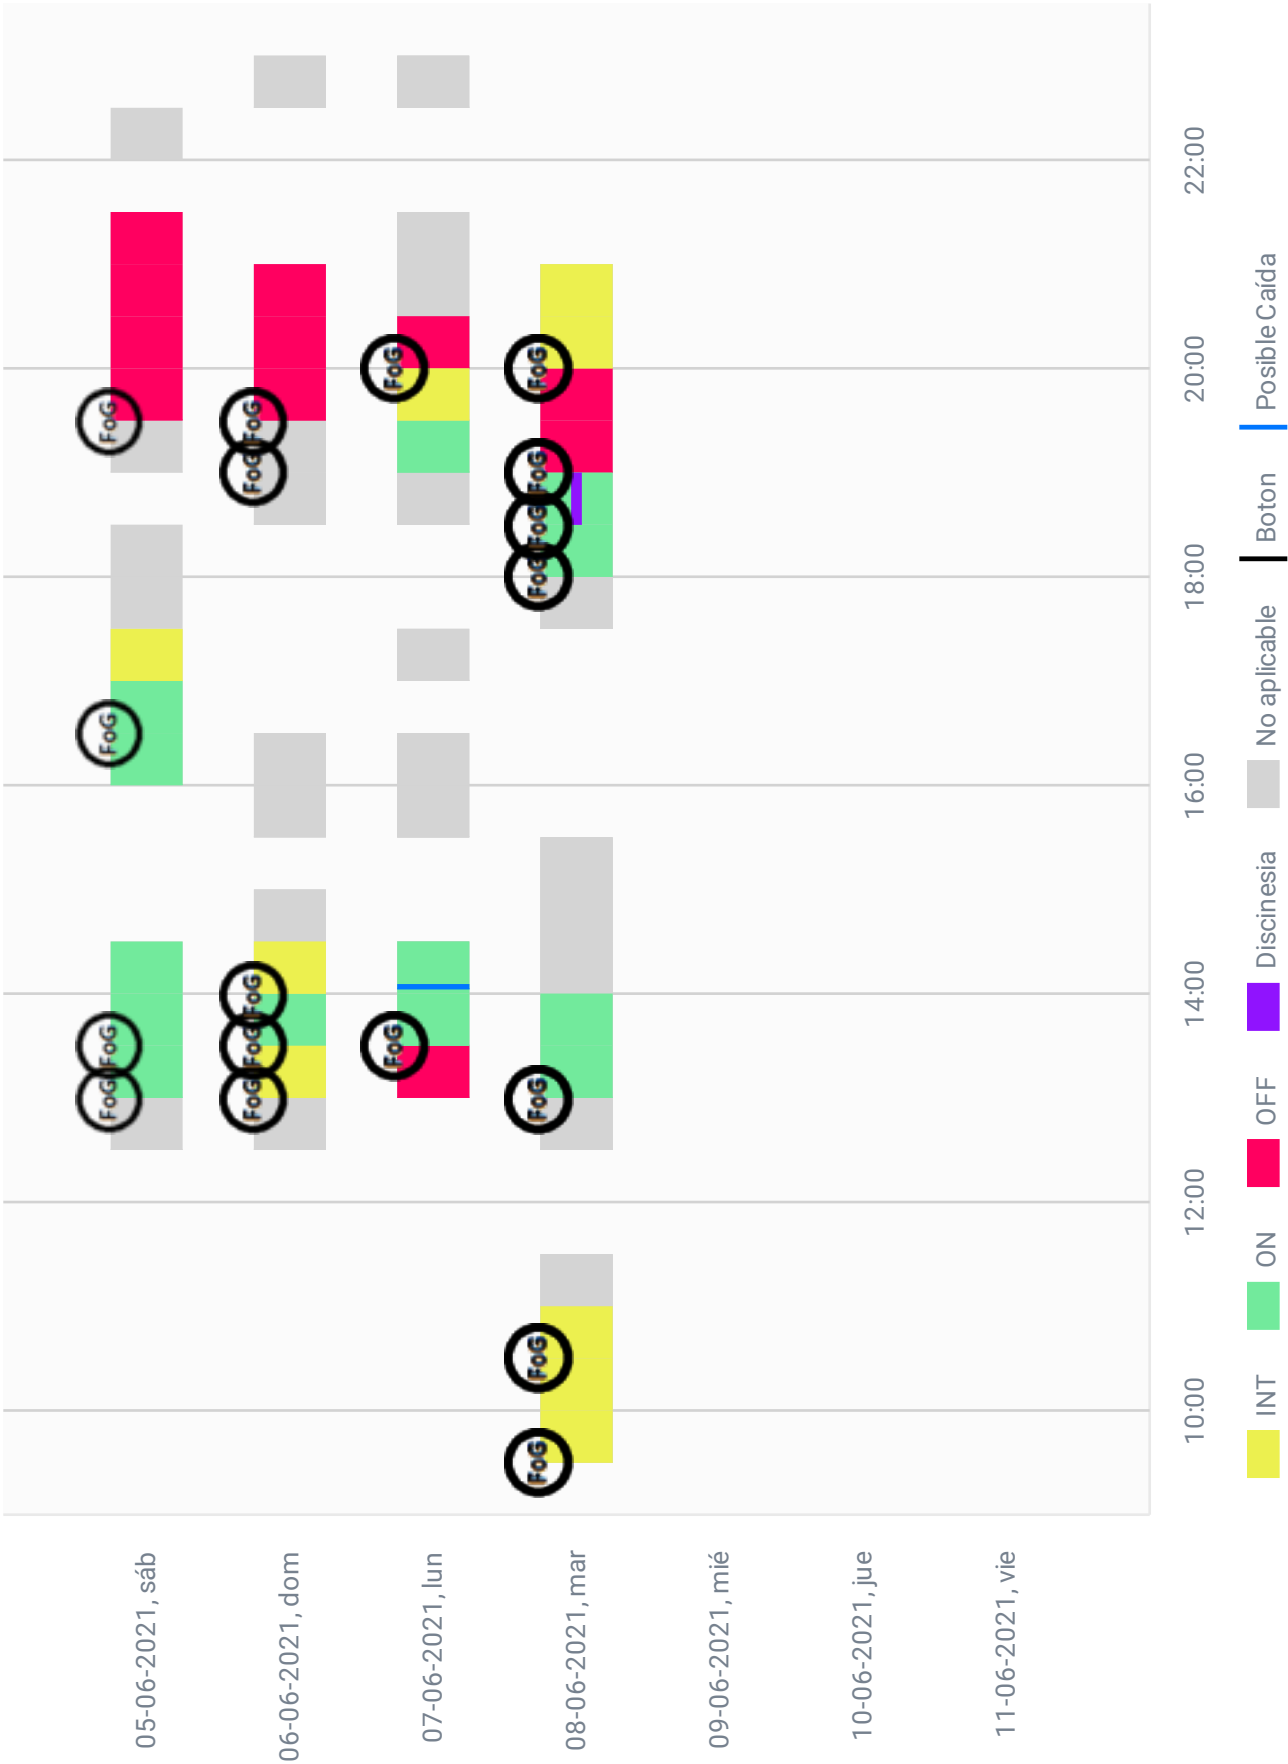 05-06-2021, sáb
FoG
FoG
FoG
FoG
06-06-2021, dom
FoG
FoG
FoG
FoG
FoG
07-06-2021, lun
FoG
FoG
08-06-2021, mar
FoG
FoG
FoG
FoG
FoG
FoG
FoG
09-06-2021, mié
10-06-2021, jue
11-06-2021, vie
10:00 12:00 14:00 16:00 18:00 20:00 22:00
INT ON OFF Discinesia No aplicable Boton Posible Caída